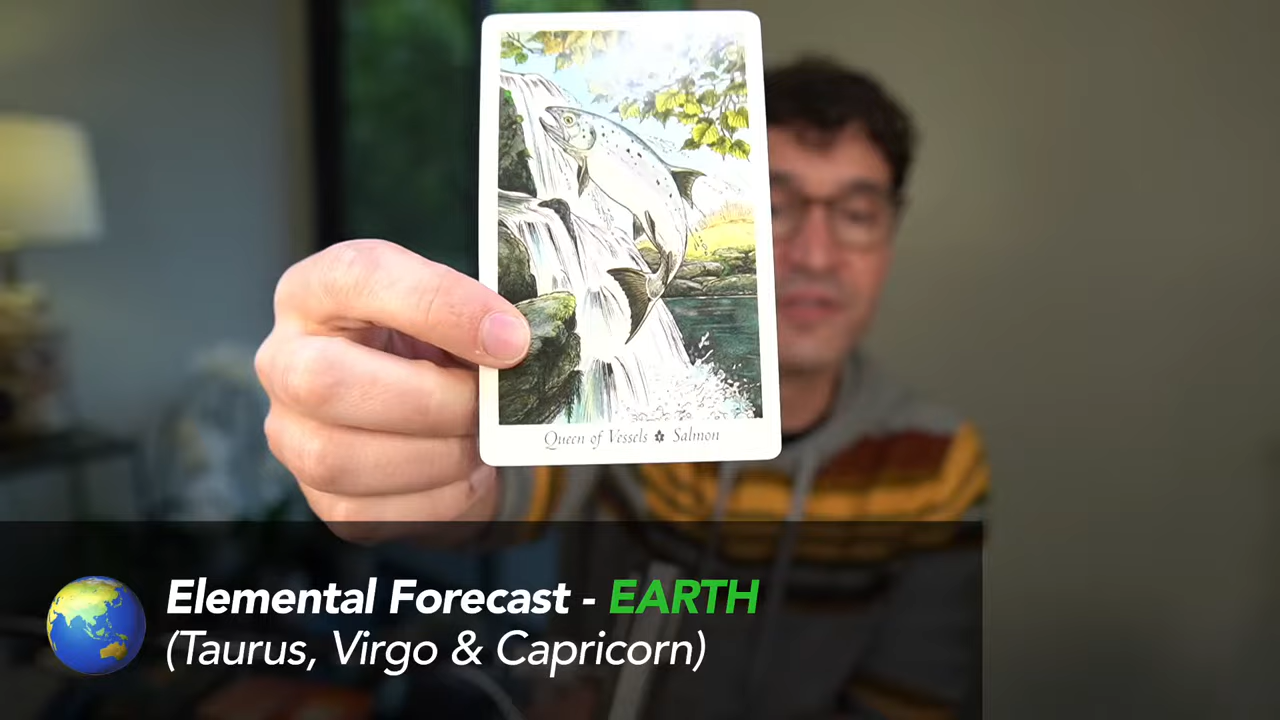 Queen of Vessels ✽ Salmon
Elemental Forecast - EARTH
(Taurus, Virgo & Capricorn)